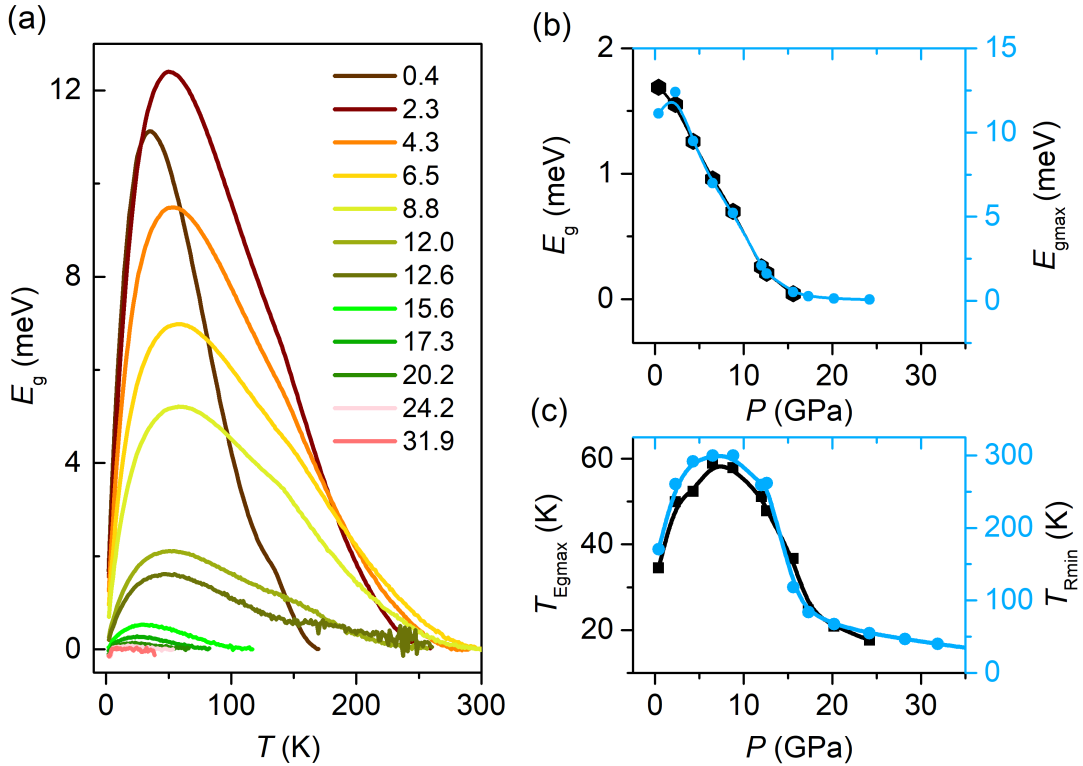 (a)
E_g (meV)
12
8
4
0
0.4
2.3
4.3
6.5
8.8
12.0
12.6
15.6
17.3
20.2
24.2
31.9
0 100 200 300
T (K)
(b)
E_g (meV)
2
1
0
15
10
5
0
E_gmax (meV)
0 10 20 30
P (GPa)
(c)
T_Egmax (K)
60
40
20
300
200
100
0
T_Rmin (K)
0 10 20 30
P (GPa)